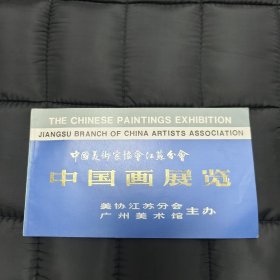 THE CHINESE PAINTINGS EXHIBITION
JIANGSU BRANCH OF CHINA ARTISTS ASSOCIATION
中國美術家協會江蘇分會
中国画展览
美协江苏分会
广州美术馆 主办